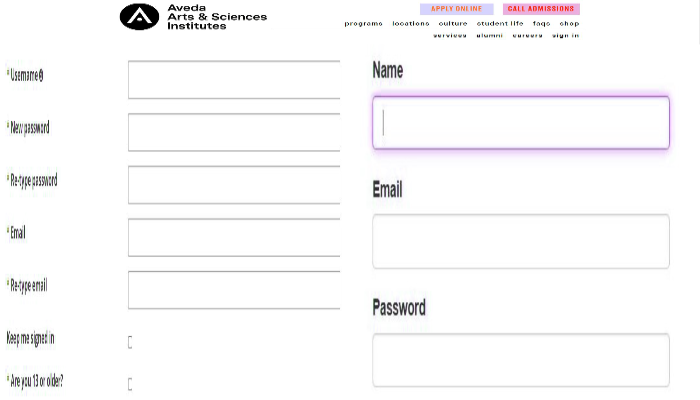 Aveda
Arts & Sciences
Institutes
APPLY ONLINE
CALL ADMISSIONS
programs locations culture student life faqs shop
services alumni careers sign in
* Username
* New password
* Re-type password
* Email
* Re-type email
Keep me signed in
* Are you 13 or older?
Name
Email
Password